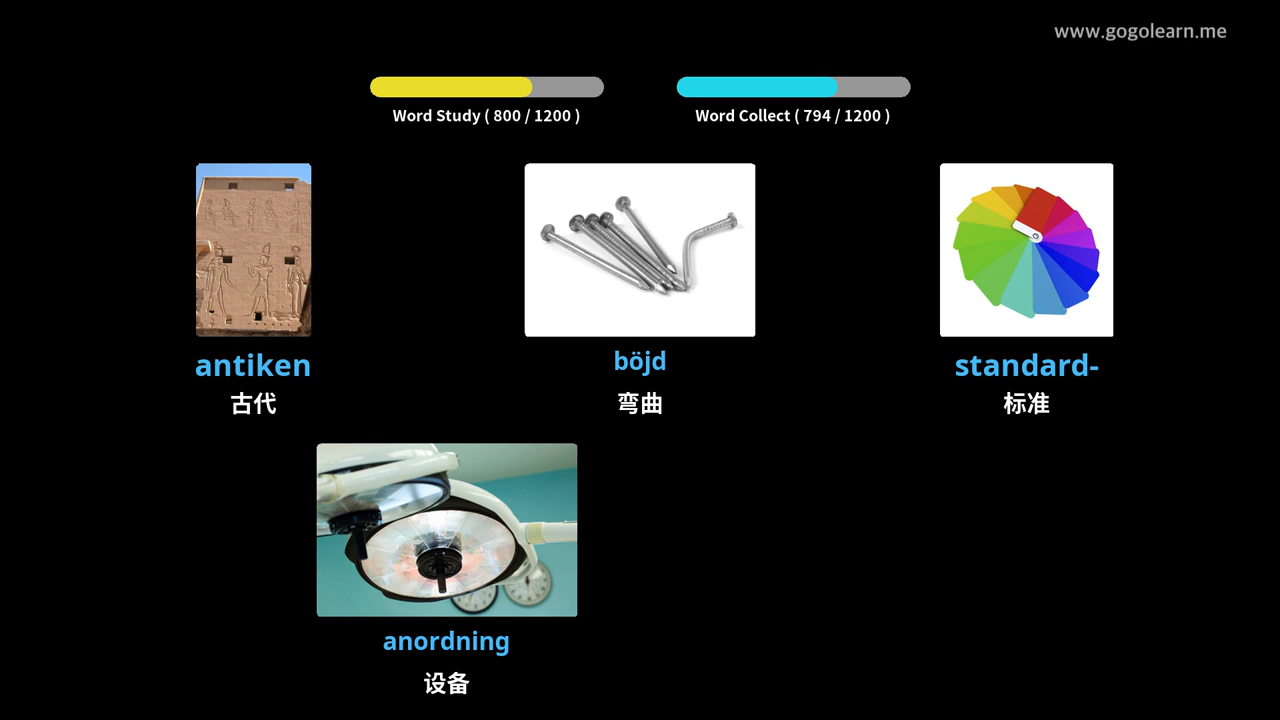 www.gogolearn.me
Word Study ( 800 / 1200 )
Word Collect ( 794 / 1200 )
antiken
古代
böjd
弯曲
standard-
标准
anordning
设备